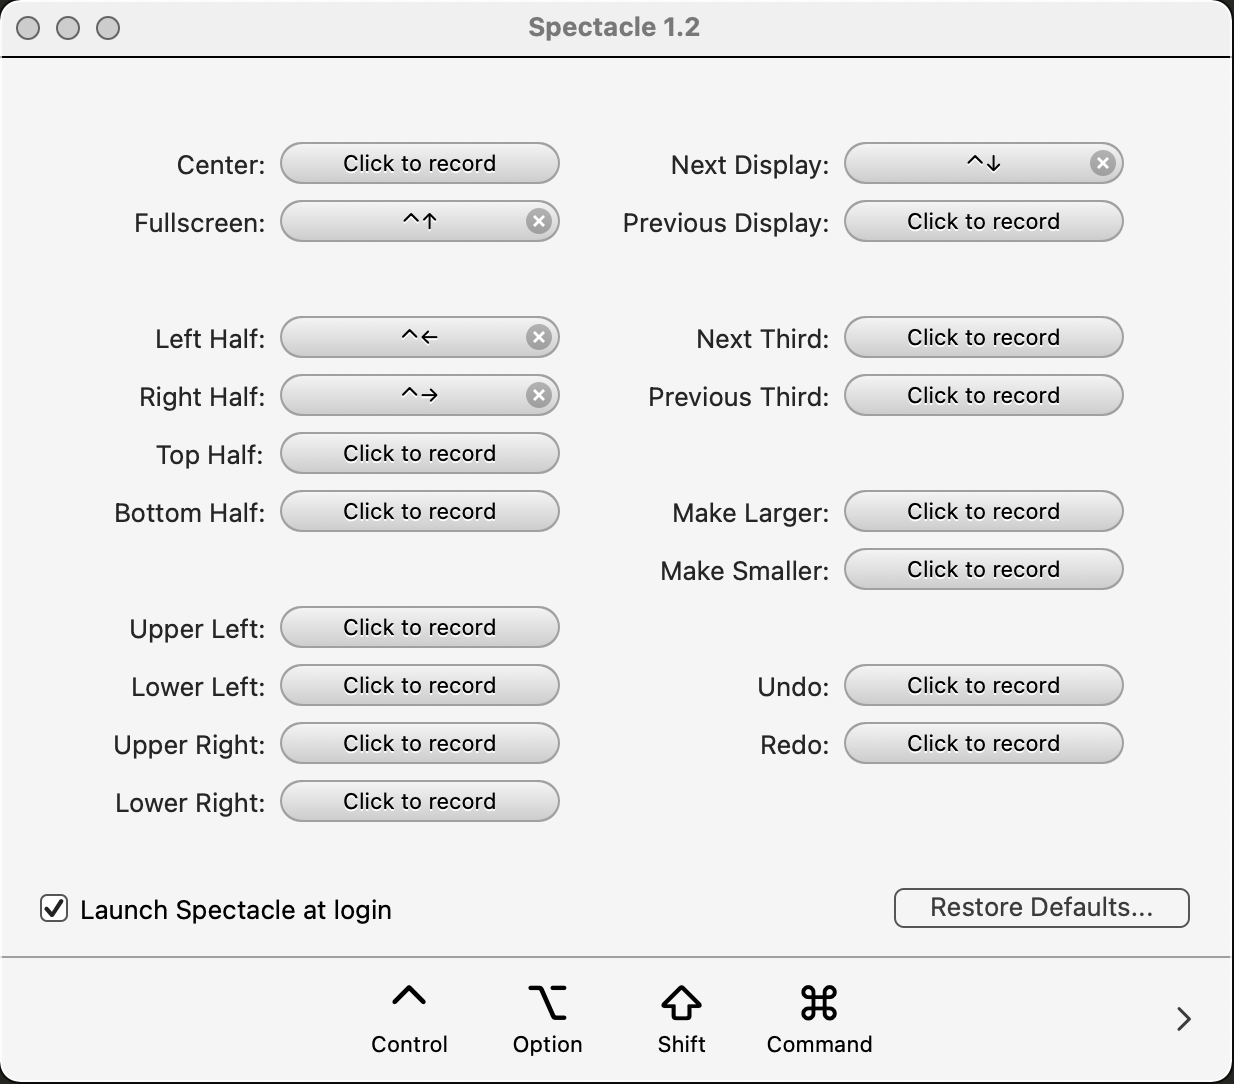 Spectacle 1.2
Center: Click to record
Fullscreen: ^↑
Left Half: ^←
Right Half: ^→
Top Half: Click to record
Bottom Half: Click to record
Upper Left: Click to record
Lower Left: Click to record
Upper Right: Click to record
Lower Right: Click to record
Next Display: ^↓
Previous Display: Click to record
Next Third: Click to record
Previous Third: Click to record
Make Larger: Click to record
Make Smaller: Click to record
Undo: Click to record
Redo: Click to record
Launch Spectacle at login
Restore Defaults...
^ ⌥ ⇧ ⌘
Control Option Shift Command